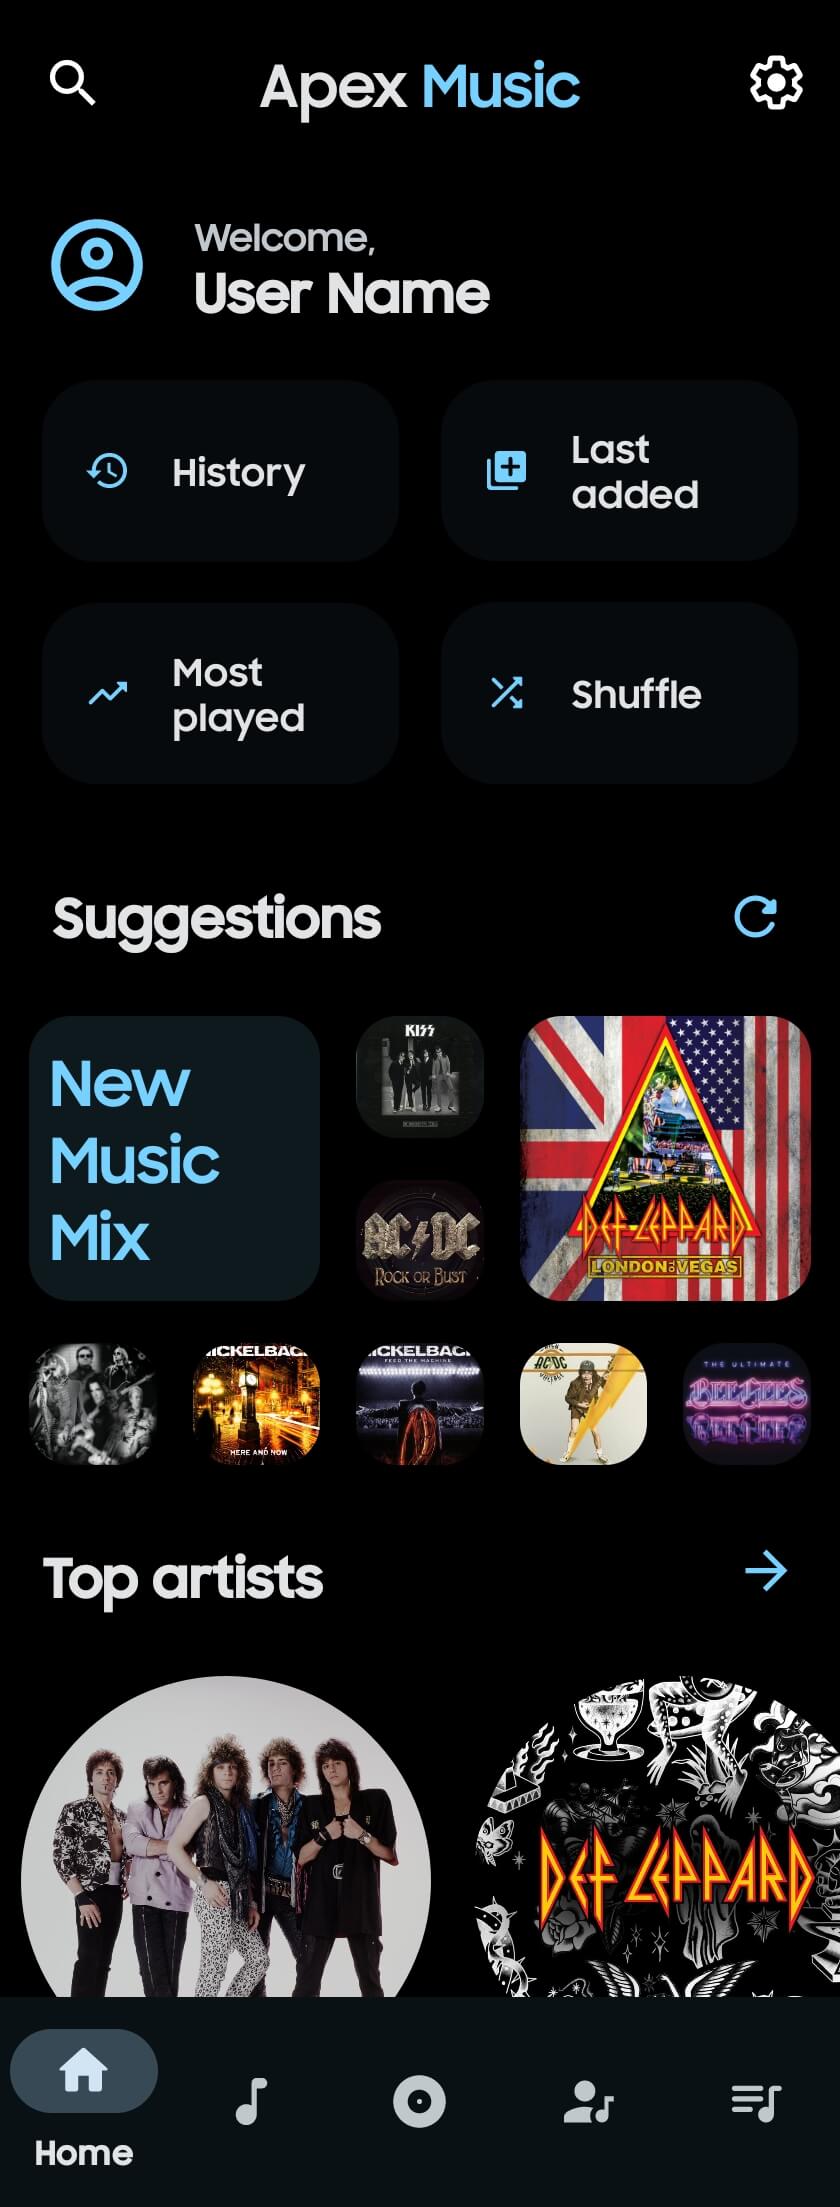 Apex Music
Welcome,
User Name
History
Last
added
Most
played
Shuffle
Suggestions
New
Music
Mix
KISS
AC/DC
ROCK OR BUST
DEF LEPPARD
LONDON TO VEGAS
NICKELBACK
HERE AND NOW
NICKELBACK
FEED THE MACHINE
HIGH
AC/DC
VOLTAGE
THE ULTIMATE
BEE GEES
Top artists
DEF LEPPARD
Home